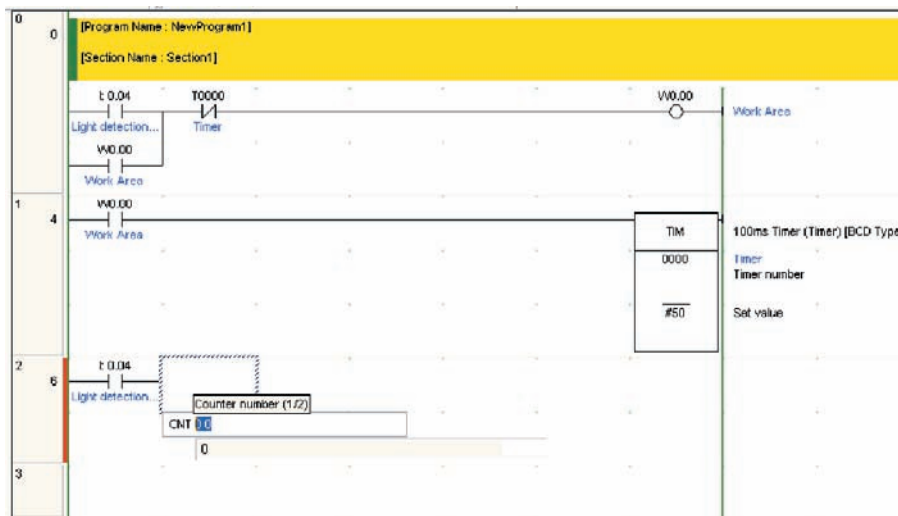 0
0
[Program Name : NewProgram1]
[Section Name : Section1]
I: 0.04 T0000 W0.00
Light detection... Timer Work Area
W0.00
Work Area
1
4
W0.00
Work Area
TIM 100ms Timer (Timer) [BCD Type
0000 Timer
Timer number
#50 Set value
2
6
I: 0.04
Light detection...
Counter number (1/2)
CNT 0 0
0
3